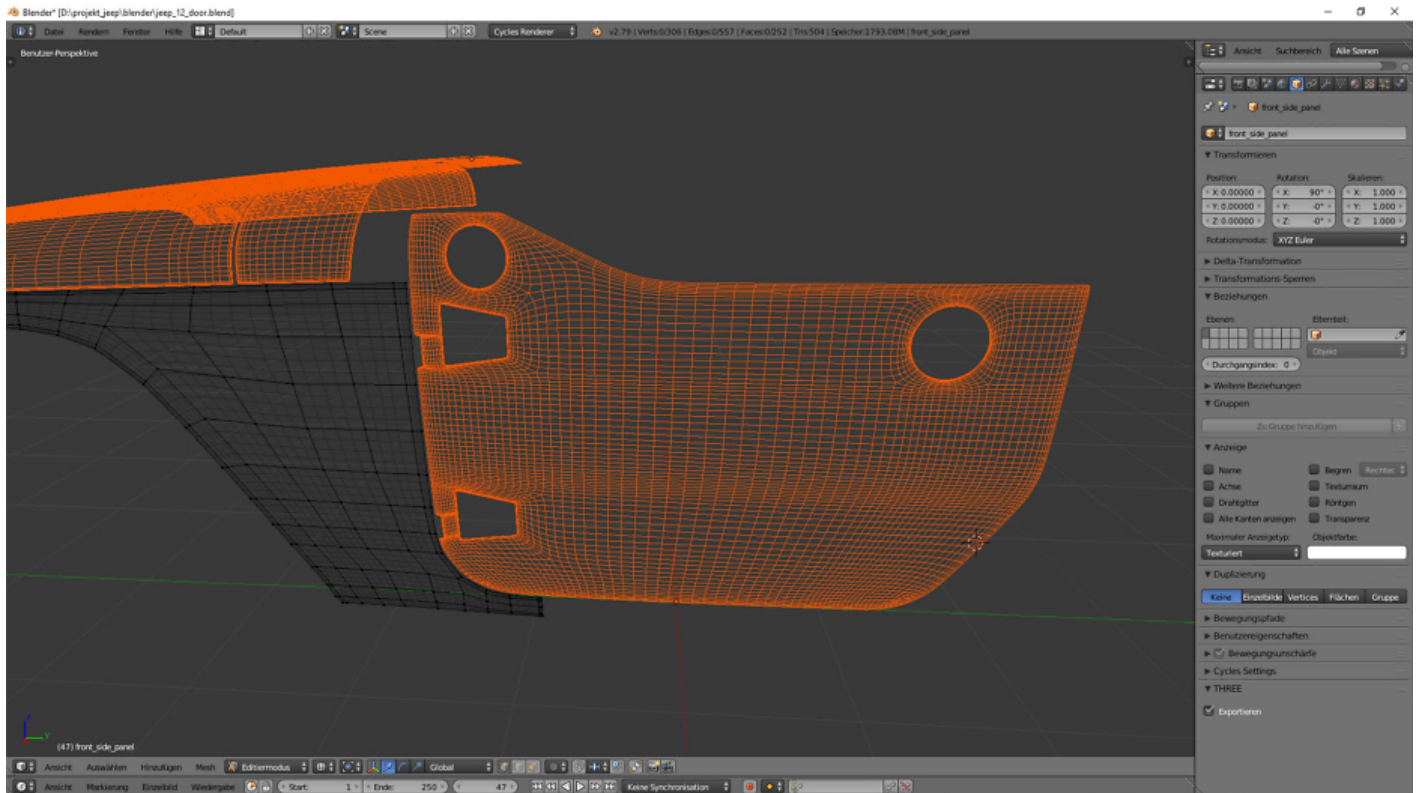 Blender* [D:\projekt_jeep\blender\jeep_12_door.blend]
Datei Rendern Fenster Hilfe Default Scene Cycles Renderer v2.79 | Verts:0/306 | Edges:0/557 | Faces:0/252 | Tris:504 | Speicher:1793.08M | front_side_panel
Benutzer-Perspektive
Ansicht Suchbereich Alle Szenen
front_side_panel
front_side_panel
Transformieren
Position: Rotation: Skalieren:
X: 0.00000 X: 90° X: 1.000
Y: 0.00000 Y: -0° Y: 1.000
Z: 0.00000 Z: -0° Z: 1.000
Rotationsmodus: XYZ Euler
Delta-Transformation
Transformations-Sperren
Beziehungen
Ebenen: Elternteil:
Objekt
Durchgangsindex: 0
Weitere Beziehungen
Gruppen
Zu Gruppe hinzufügen
Anzeige
Name Begren Rechtec
Achse Texturraum
Drahtgitter Röntgen
Alle Kanten anzeigen Transparenz
Maximaler Anzeigetyp: Objektfarbe:
Texturiert
Duplizierung
Keine Einzelbilde Vertices Flächen Gruppe
Bewegungspfade
Benutzereigenschaften
Bewegungsunschärfe
Cycles Settings
THREE
Exportieren
Z
Y
(47) front_side_panel
Ansicht Auswählen Hinzufügen Mesh Editiermodus Global
Ansicht Markierung Einzelbild Wiedergabe Start: 1 Ende: 250 47 Keine Synchronisation